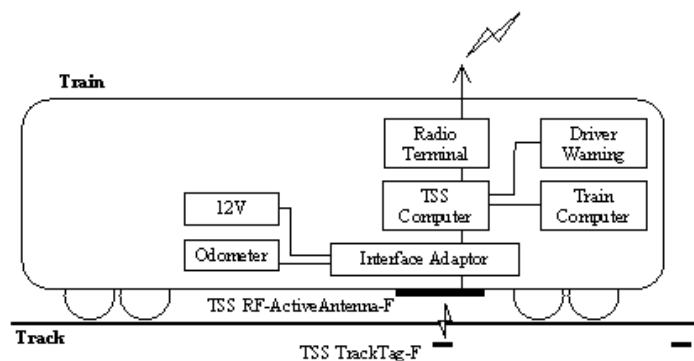 Train
Radio
Terminal
Driver
Warning
TSS
Computer
Train
Computer
12V
Odometer
Interface Adaptor
TSS RF-ActiveAntenna-F
Track
TSS TrackTag-F